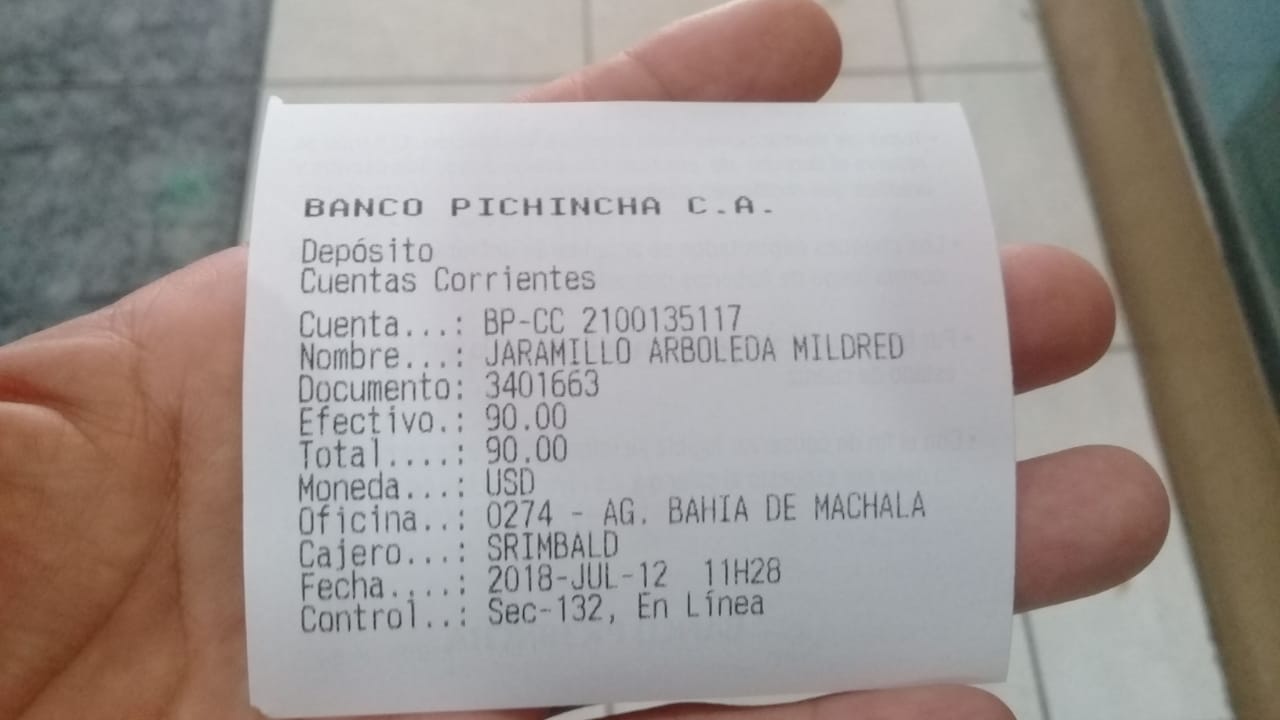 BANCO PICHINCHA C.A.
Depósito
Cuentas Corrientes
Cuenta...: BP-CC 2100135117
Nombre...: JARAMILLO ARBOLEDA MILDRED
Documento: 3401663
Efectivo.: 90.00
Total....: 90.00
Moneda...: USD
Oficina..: 0274 - AG. BAHIA DE MACHALA
Cajero...: SRIMBALD
Fecha....: 2018-JUL-12 11H28
Control..: Sec-132, En Línea